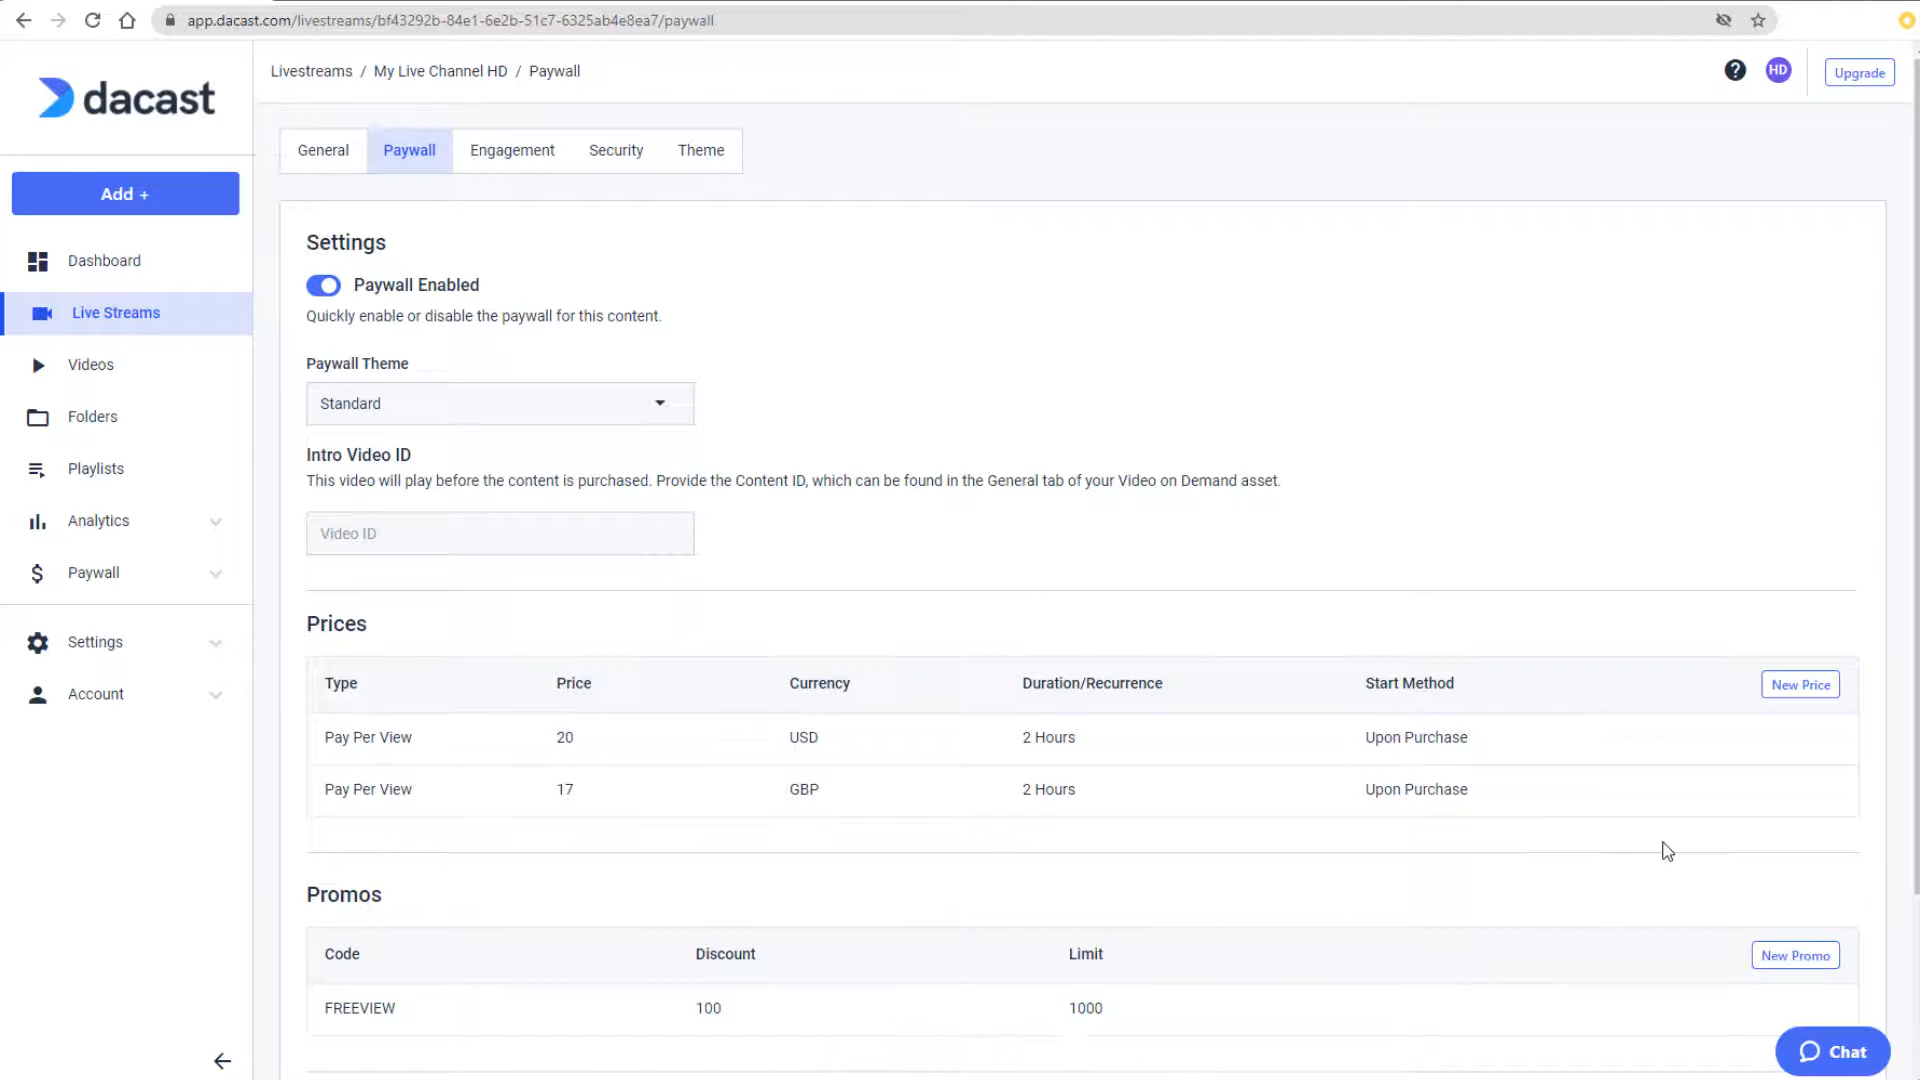 app.dacast.com/livestreams/bf43292b-84e1-6e2b-51c7-6325ab4e8ea7/paywall
dacast
Livestreams / My Live Channel HD / Paywall
HD
Upgrade
General
Paywall
Engagement
Security
Theme
Add +
Dashboard
Live Streams
Videos
Folders
Playlists
Analytics
Paywall
Settings
Account
Settings
Paywall Enabled
Quickly enable or disable the paywall for this content.
Paywall Theme
Standard
Intro Video ID
This video will play before the content is purchased. Provide the Content ID, which can be found in the General tab of your Video on Demand asset.
Video ID
Prices
Type Price Currency Duration/Recurrence Start Method New Price
Pay Per View 20 USD 2 Hours Upon Purchase
Pay Per View 17 GBP 2 Hours Upon Purchase
Promos
Code Discount Limit New Promo
FREEVIEW 100 1000
Chat